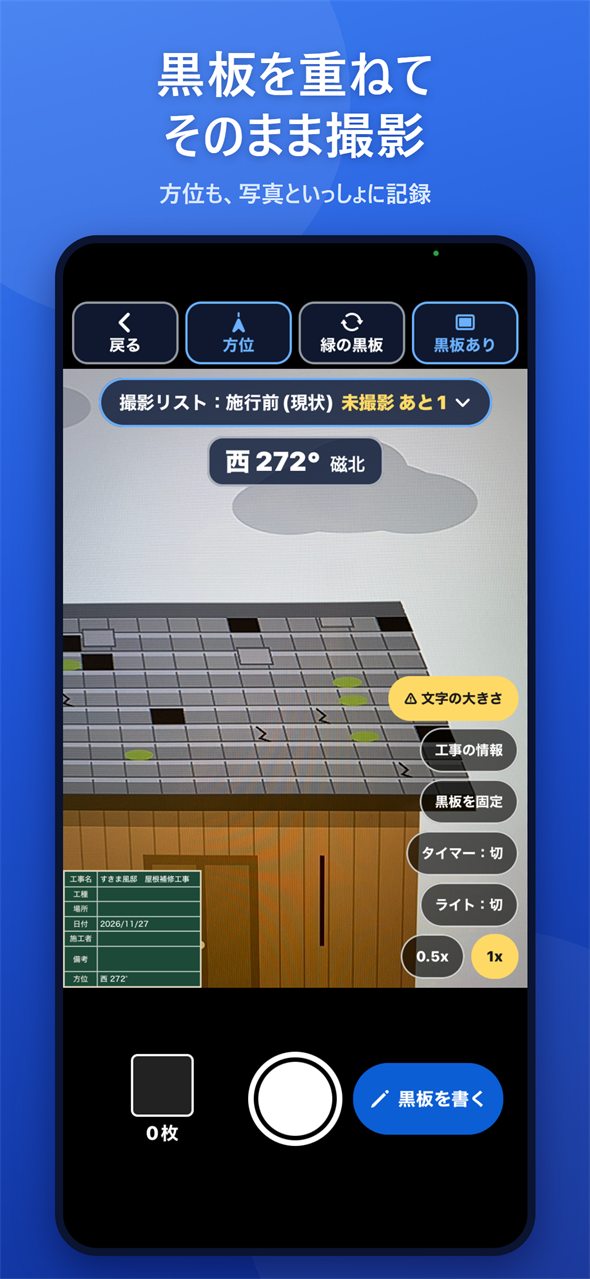 黒板を重ねて
そのまま撮影
方位も、写真といっしょに記録
戻る
方位
緑の黒板
黒板あり
撮影リスト：施行前(現状) 未撮影 あと1
西 272° 磁北
文字の大きさ
工事の情報
黒板を固定
タイマー：切
ライト：切
0.5x
1x
工事名 すきま風邸 屋根補修工事
工種
場所
日付 2026/11/27
施工者
備考
方位 西 272°
0枚
黒板を書く